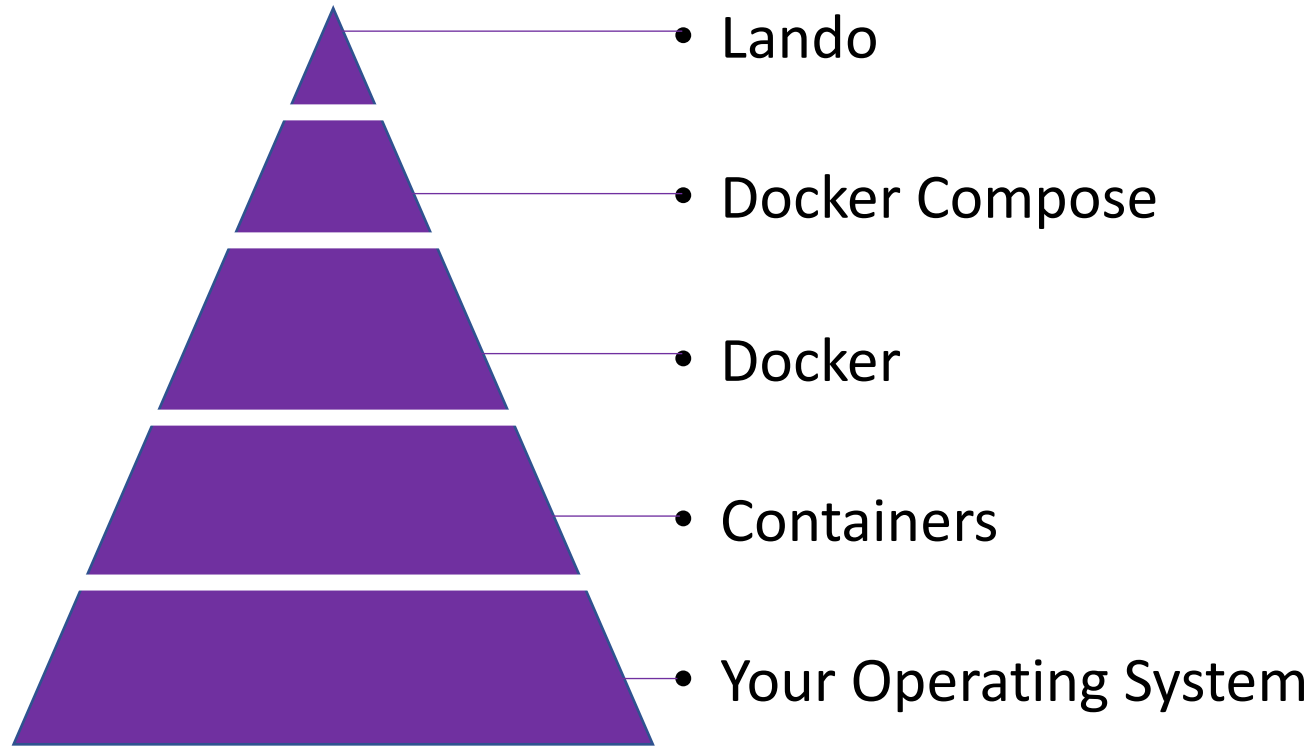 Lando
Docker Compose
Docker
Containers
Your Operating System